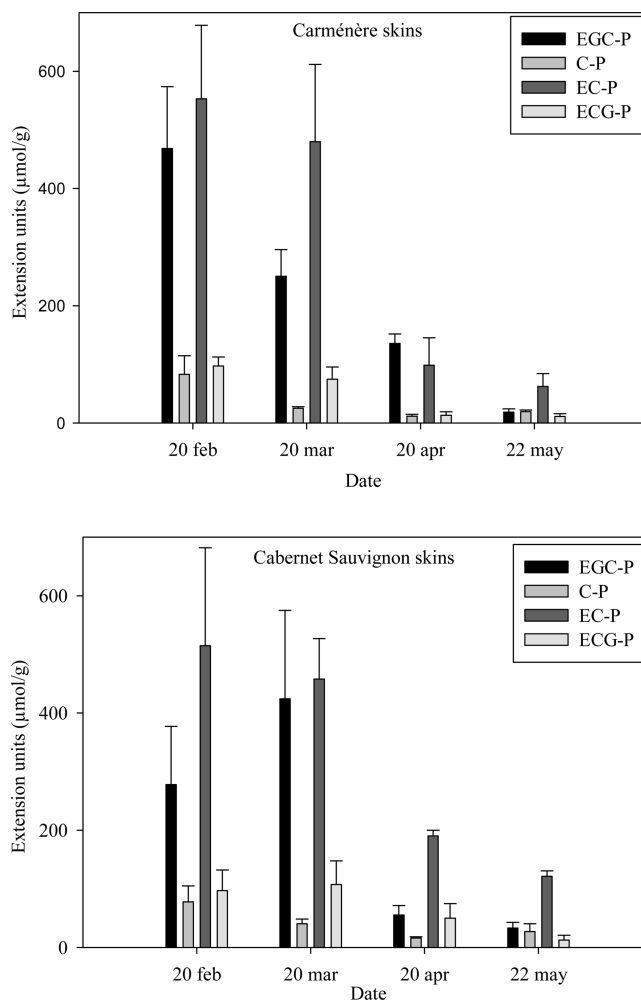 Carménère skins
EGC-P
C-P
EC-P
ECG-P
Extension units (µmol/g)
600
400
200
0
20 feb
20 mar
20 apr
22 may
Date
Cabernet Sauvignon skins
EGC-P
C-P
EC-P
ECG-P
Extension units (µmol/g)
600
400
200
0
20 feb
20 mar
20 apr
22 may
Date